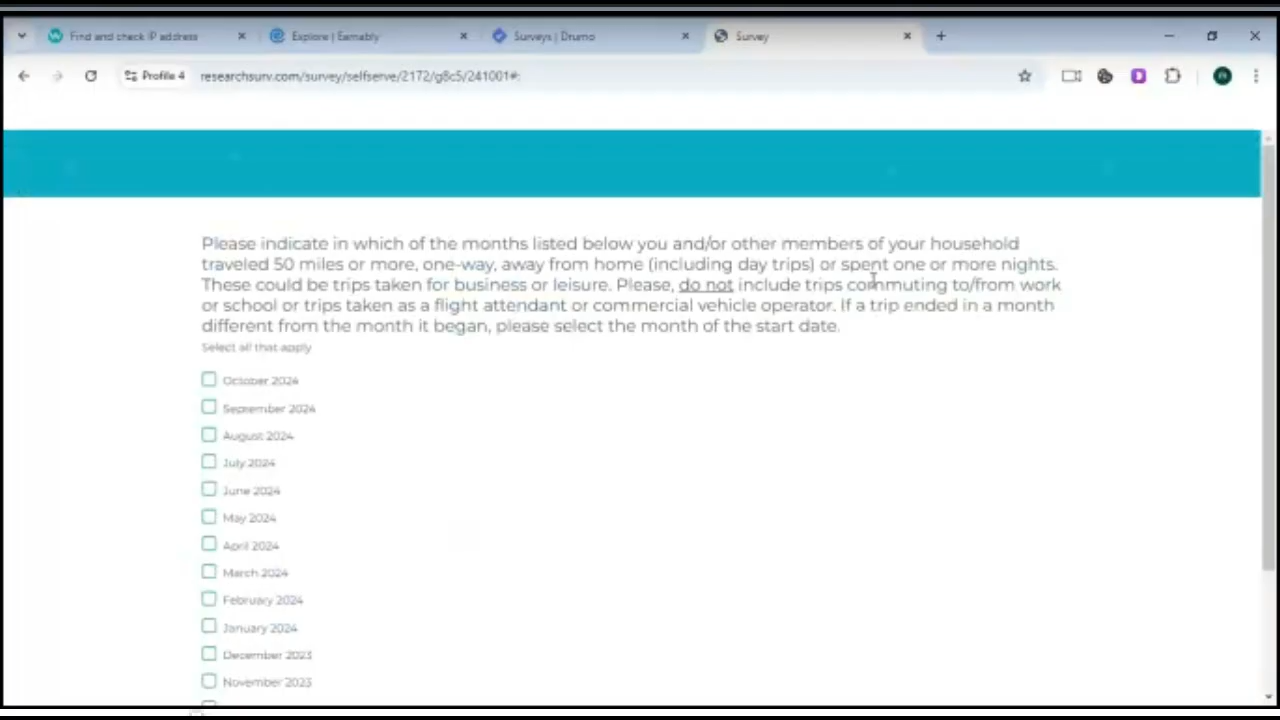 Find and check IP address
Explore | Earnably
Surveys | Drumo
Survey
Profile 4
researchsurv.com/survey/selfserve/2172/g8c5/241001#:
Please indicate in which of the months listed below you and/or other members of your household
traveled 50 miles or more, one-way, away from home (including day trips) or spent one or more nights.
These could be trips taken for business or leisure. Please, do not include trips commuting to/from work
or school or trips taken as a flight attendant or commercial vehicle operator. If a trip ended in a month
different from the month it began, please select the month of the start date.
Select all that apply
October 2024
September 2024
August 2024
July 2024
June 2024
May 2024
April 2024
March 2024
February 2024
January 2024
December 2023
November 2023